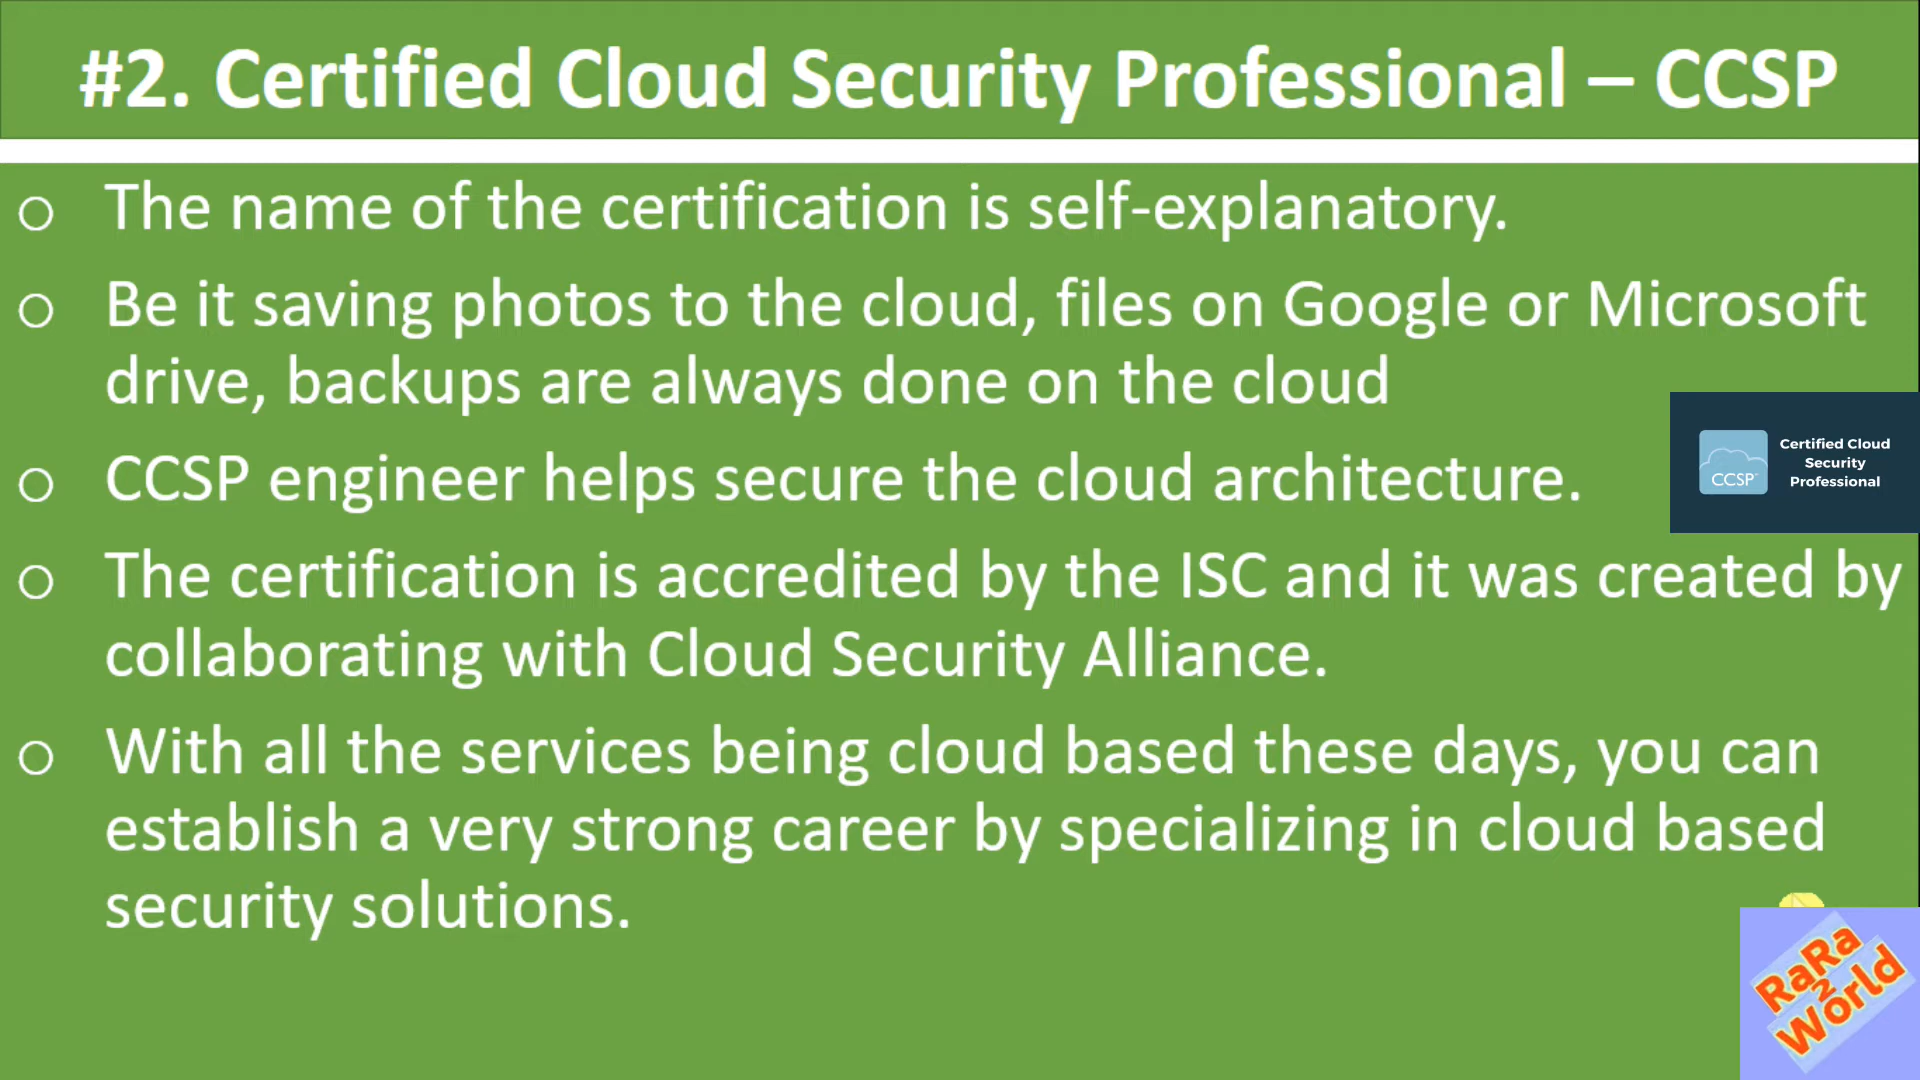 #2. Certified Cloud Security Professional – CCSP
o The name of the certification is self-explanatory.
o Be it saving photos to the cloud, files on Google or Microsoft
drive, backups are always done on the cloud
o CCSP engineer helps secure the cloud architecture.
CCSP
Certified Cloud
Security
Professional
o The certification is accredited by the ISC and it was created by
collaborating with Cloud Security Alliance.
o With all the services being cloud based these days, you can
establish a very strong career by specializing in cloud based
security solutions.
RaRa
2
World